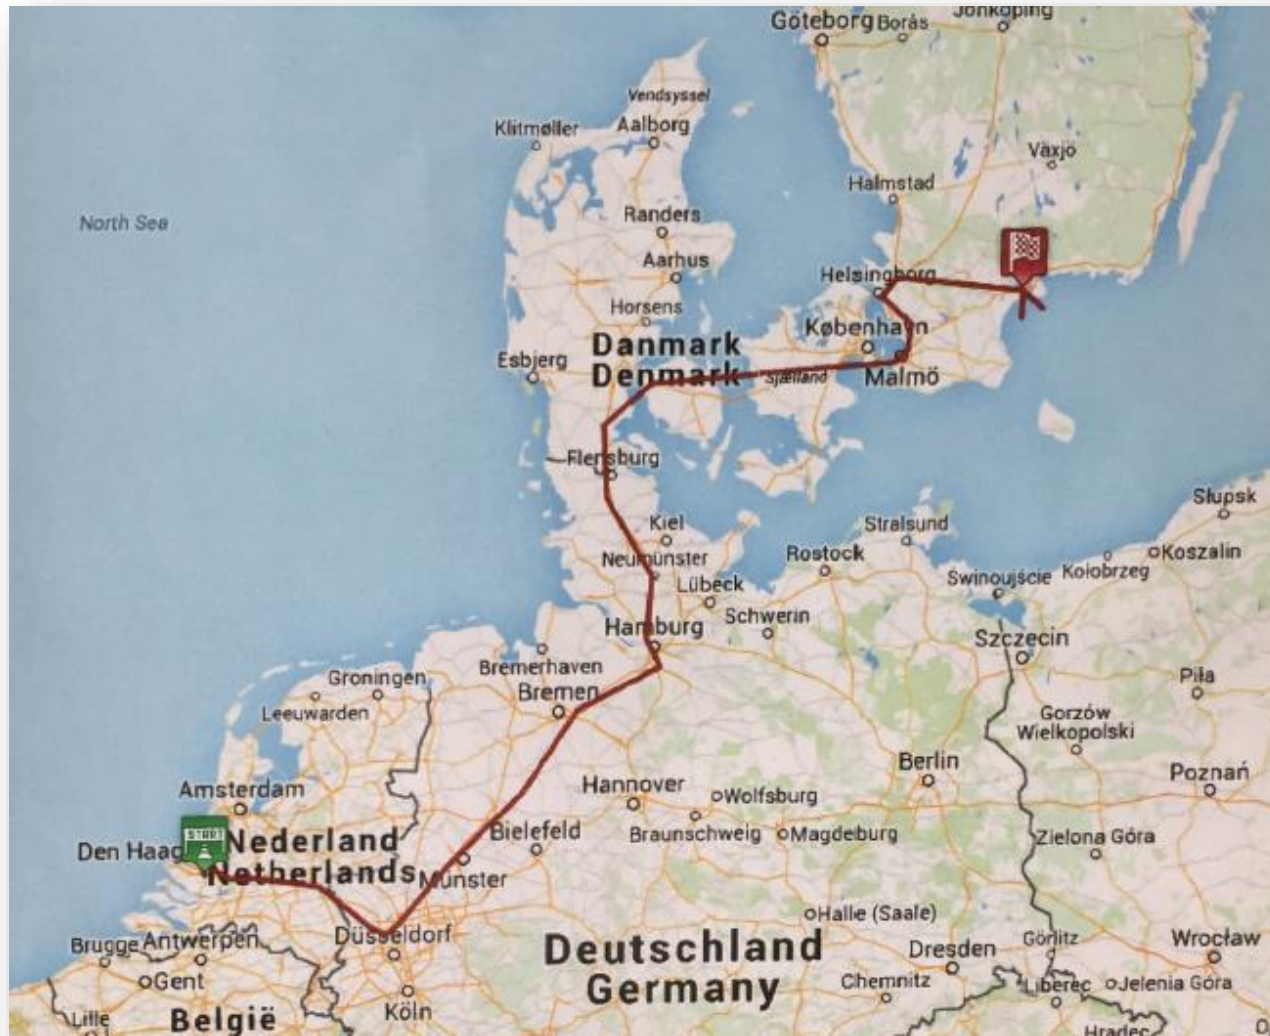 Göteborg
Borås
Jönköping
Vendsyssel
Klitmøller
Aalborg
Växjö
Halmstad
North Sea
Randers
Aarhus
Helsingborg
Horsens
København
Danmark
Denmark
Esbjerg
Sjælland
Malmö
Flensburg
Słupsk
Kiel
Stralsund
Neumünster
Rostock
Koszalin
Kołobrzeg
Świnoujście
Lübeck
Schwerin
Hamburg
Szczecin
Bremerhaven
Groningen
Piła
Leeuwarden
Bremen
Gorzów
Wielkopolski
Berlin
Poznań
Hannover
Wolfsburg
Amsterdam
Braunschweig
Magdeburg
Zielona Góra
START
Bielefeld
Nederland
Netherlands
Den Haag
Münster
Halle (Saale)
Düsseldorf
Brugge
Antwerpen
Deutschland
Germany
Dresden
Görlitz
Wrocław
Gent
Chemnitz
Liberec
Jelenia Góra
Köln
Lille
België
Hradec